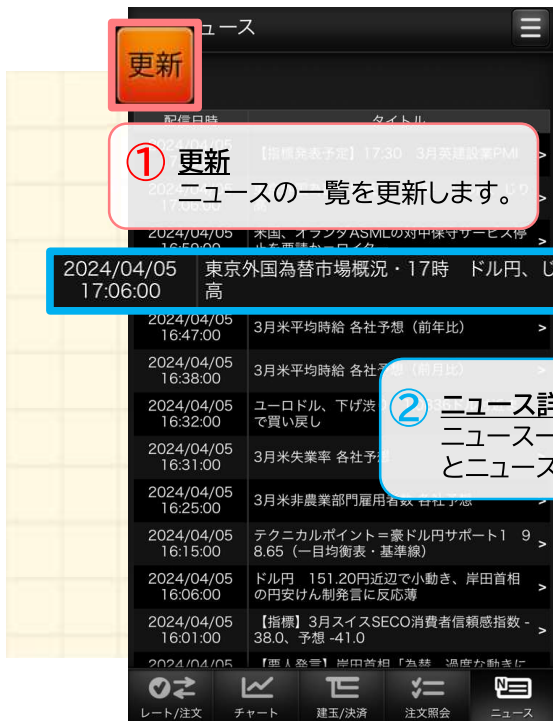 ニュース
更新
配信日時 タイトル
【指標発表予定】17:30 3月英建設業PMI >
① 更新
ニュースの一覧を更新します。
2024/04/05 米国、オランダASMLの対中保守サービス停 >
2024/04/05 東京外国為替市場概況・17時 ドル円、じ
17:06:00 高
2024/04/05
16:47:00 3月米平均時給 各社予想（前年比） >
2024/04/05
16:38:00 3月米平均時給 各社予想（前月比）
② ニュース詳
ニュース一
とニュース
2024/04/05 ユーロドル、下げ渋
16:32:00 で買い戻し
2024/04/05
16:31:00 3月米失業率 各社予
2024/04/05
16:25:00 3月米非農業部門雇用者数 各社予想 >
2024/04/05 テクニカルポイント＝豪ドル円サポート1 9
16:15:00 8.65（一目均衡表・基準線） >
2024/04/05 ドル円 151.20円近辺で小動き、岸田首相
16:06:00 の円安けん制発言に反応薄 >
2024/04/05 【指標】3月スイスSECO消費者信頼感指数 -
16:01:00 38.0、予想 -41.0 >
2024/04/05 【要人発言】岸田首相「為替、過度な動きに
レート/注文 チャート 建玉/決済 注文照会 ニュース